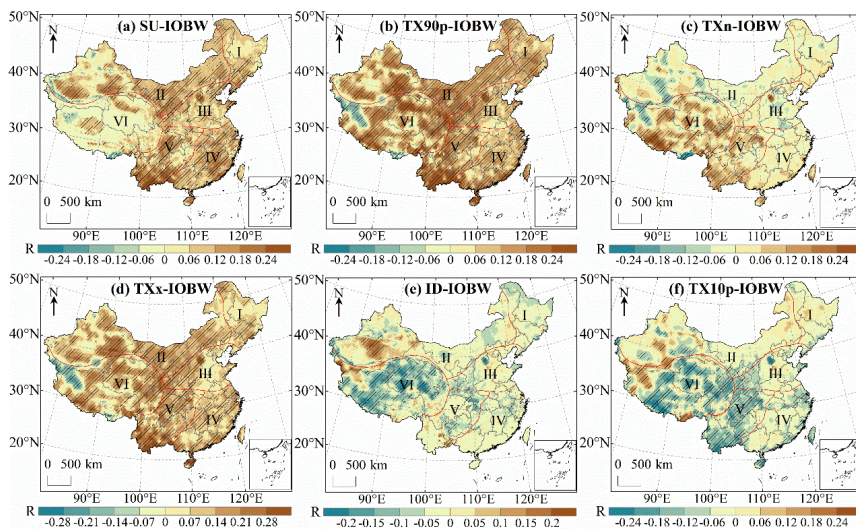 (a) SU-IOBW
(b) TX90p-IOBW
(c) TXn-IOBW
N
N
N
I
I
I
50°N
II
II
II
40°N
III
III
III
30°N
VI
VI
VI
V
V
V
IV
IV
IV
20°N
0 500 km
0 500 km
0 500 km
90°E 100°E 110°E 120°E
90°E 100°E 110°E 120°E
90°E 100°E 110°E 120°E
R
-0.24 -0.18 -0.12 -0.06 0 0.06 0.12 0.18 0.24
R
-0.24 -0.18 -0.12 -0.06 0 0.06 0.12 0.18 0.24
R
-0.24 -0.18 -0.12 -0.06 0 0.06 0.12 0.18 0.24
(d) TXx-IOBW
(e) ID-IOBW
(f) TX10p-IOBW
N
N
N
I
I
I
50°N
50°N
50°N
II
II
II
40°N
40°N
40°N
III
III
III
30°N
30°N
30°N
VI
VI
VI
V
V
V
IV
IV
IV
20°N
20°N
20°N
0 500 km
0 500 km
0 500 km
90°E 100°E 110°E 120°E
90°E 100°E 110°E 120°E
90°E 100°E 110°E 120°E
R
-0.28 -0.21 -0.14 -0.07 0 0.07 0.14 0.21 0.28
R
-0.2 -0.15 -0.1 -0.05 0 0.05 0.1 0.15 0.2
R
-0.24 -0.18 -0.12 -0.06 0 0.06 0.12 0.18 0.24